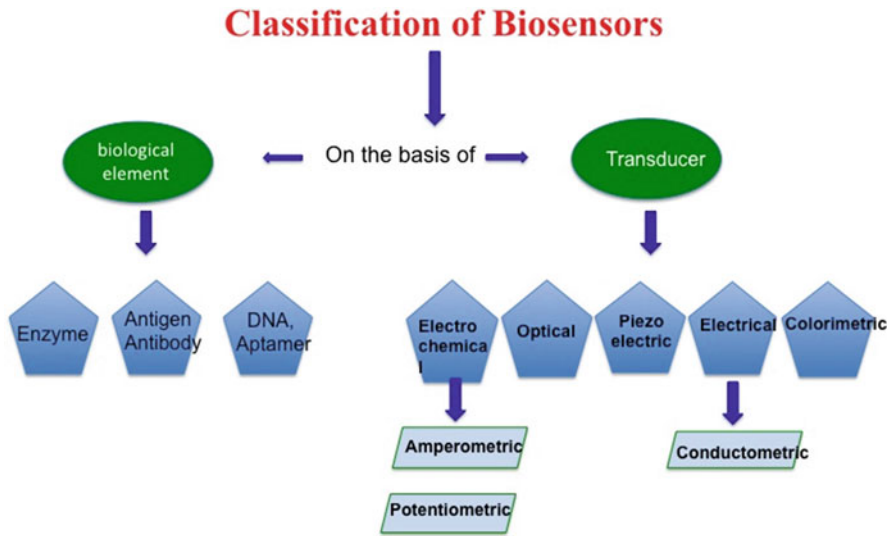 Classification of Biosensors
biological
element
On the basis of
Transducer
Enzyme
Antigen
Antibody
DNA,
Aptamer
Electro
chemica
l
Optical
Piezo
electric
Electrical
Colorimetric
Amperometric
Conductometric
Potentiometric